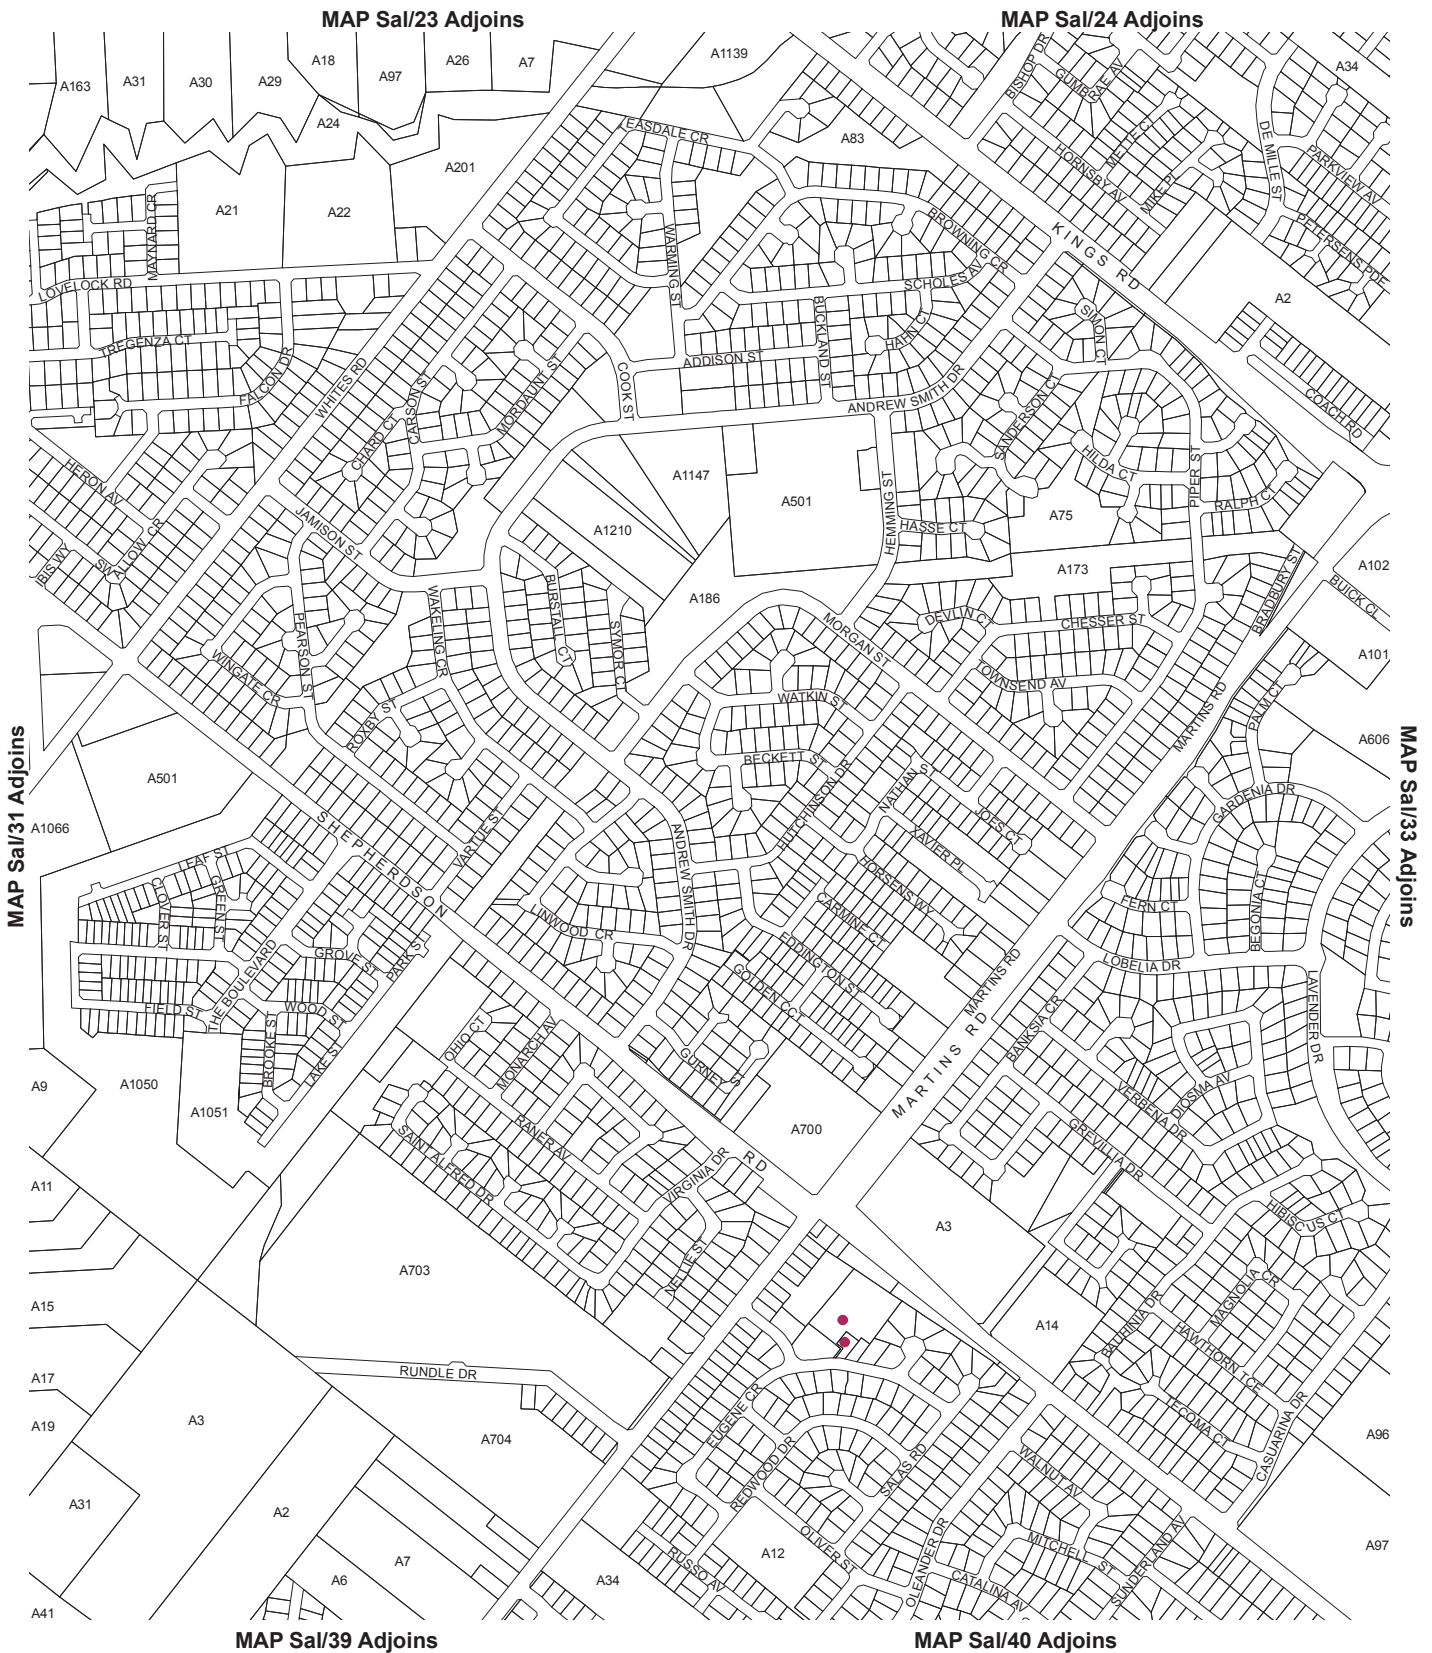 MAP Sal/23 Adjoins
MAP Sal/24 Adjoins
A163
A31
A30
A29
A18
A97
A26
A7
A1139
A34
A24
A83
A201
A21
A22
EASDALE CR
BISHOP DR
GUMBRAE AV
METTE CT
HORNSBY AV
MIKE PL
DE MILE ST
PARKVIEW AV
PETERSENS PDE
MAYNARD CR
LOVELOCK RD
WARMING ST
BROWNING CR
KINGS RD
SCHOLES AV
A2
TREGENZA CT
FALCON DR
WHITES RD
BUCKLAND ST
HAHN CT
SIMON CT
ADDISON ST
COOK ST
ANDREW SMITH DR
COACH RD
CARSON ST
MORDAUNT ST
CHARD CT
SANDERSON CT
HILDA CT
PIPER ST
RALPH CT
HERON AV
SWALLOW CR
IBIS WY
JAMISON ST
A1147
A501
A1210
HEMMING ST
HASSE CT
A75
A173
A102
BUICK CL
BRADBURY ST
A186
BURSTALL CT
SYMOR CT
WAKELING CR
PEARSON ST
WINGATE CR
ROXBY ST
MORGAN ST
DEVLIN CT
CHESSER ST
TOWNSEND AV
A101
PALM CT
MARTINS RD
A606
WATKIN ST
BECKETT ST
HUTCHINSON DR
NATHAN ST
JOES CT
XAVIER PL
HORSENS WY
GARDENIA DR
MAP Sal/31 Adjoins
MAP Sal/33 Adjoins
A501
A1066
SHEPHERDSON
VARTUE ST
ANDREW SMITH DR
LEAF ST
CLOVER ST
GREEN ST
LINWOOD CR
CARMINE CT
EDDINGTON ST
GOLDEN CCT
FERN CT
BEGONIA CT
LOBELIA DR
GROVE ST
PARK ST
THE BOULEVARD
FIELD ST
WOOD ST
BROOKE ST
LAKE ST
MARTINS RD
MARTINS RD
BANKSIA CR
LAVENDER DR
OHIO CT
MONARCH AV
GURNEY ST
VERBENA DR
DIOSMA AV
A9
A1050
A1051
RANER AV
SAINT ALFRED DR
A700
GREVILLIA DR
VIRGINIA DR
RD
A11
NELLIE ST
A3
HIBISCUS CT
A703
MAGNOLIA CR
A15
A14
BAUHINIA DR
HAWTHORN TCE
A17
RUNDLE DR
A3
A19
A704
EUGENE CR
REDWOOD DR
SALAS RD
TECOMA CT
CASUARINA DR
A96
WALNUT AV
A31
A2
OLIVER ST
A12
RUSSO AV
OLEANDER DR
MITCHELL ST
SUNDERLAND AV
CATALINA AV
A97
A7
A6
A34
A41
MAP Sal/39 Adjoins
MAP Sal/40 Adjoins